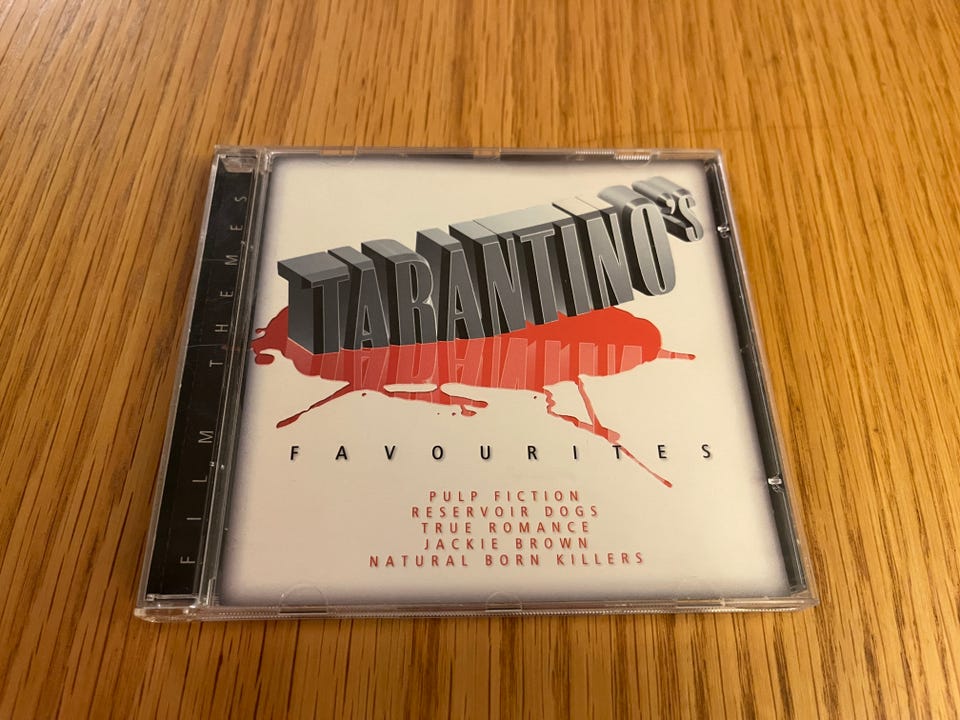 FILM THEMES
TARANTINO'S
FAVOURITES
PULP FICTION
RESERVOIR DOGS
TRUE ROMANCE
JACKIE BROWN
NATURAL BORN KILLERS